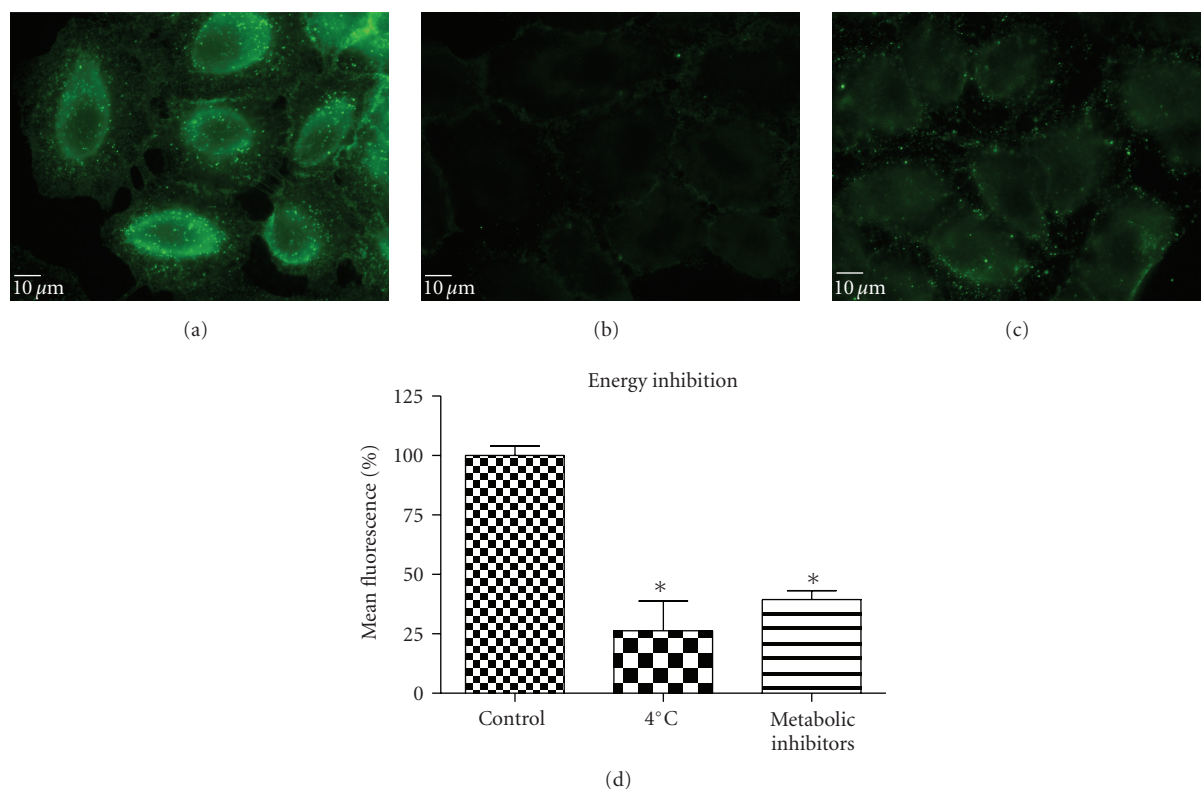 10 μm
10 μm
10 μm
(a)
(b)
(c)
Energy inhibition
Mean fluorescence (%)
125
100
75
50
25
0
*
*
Control
4°C
Metabolic
inhibitors
(d)